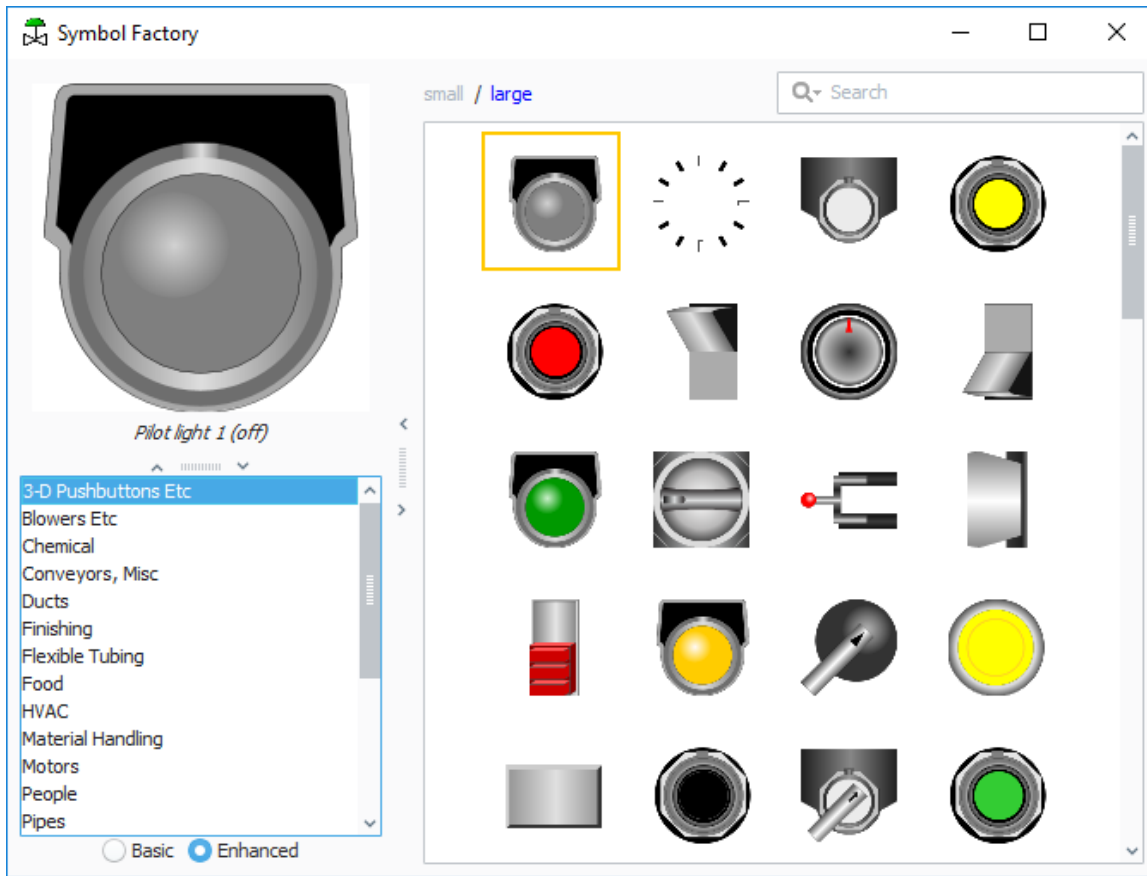 Symbol Factory
small / large
Search
Pilot light 1 (off)
3-D Pushbuttons Etc
Blowers Etc
Chemical
Conveyors, Misc
Ducts
Finishing
Flexible Tubing
Food
HVAC
Material Handling
Motors
People
Pipes
Basic Enhanced